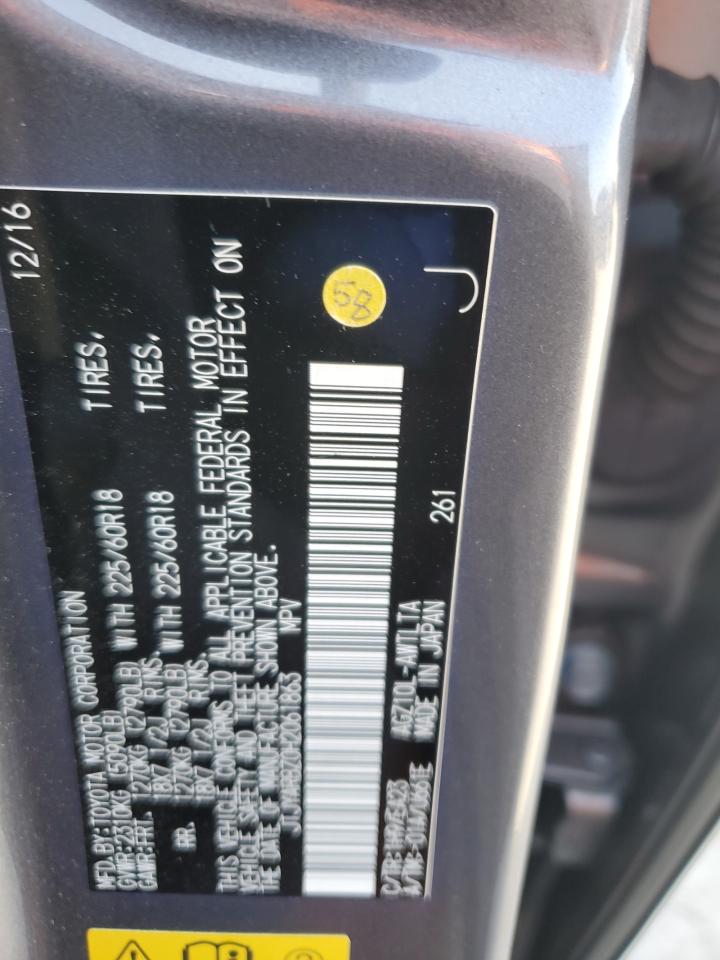 MFD. BY: TOYOTA MOTOR CORPORATION 12/16
GVWR: 2310KG (5090LB)
GAWR: FRT. 1270KG (2790LB) WITH 225/60R18 TIRES,
18X7 1/2J RIMS,
RR. 1270KG (2790LB) WITH 225/60R18 TIRES,
18X7 1/2J RIMS,
THIS VEHICLE CONFORMS TO ALL APPLICABLE FEDERAL MOTOR
VEHICLE SAFETY AND THEFT PREVENTION STANDARDS IN EFFECT ON
THE DATE OF MANUFACTURE SHOWN ABOVE.
MPV
58
C/TR:
A/TM:
MADE IN JAPAN
261
J